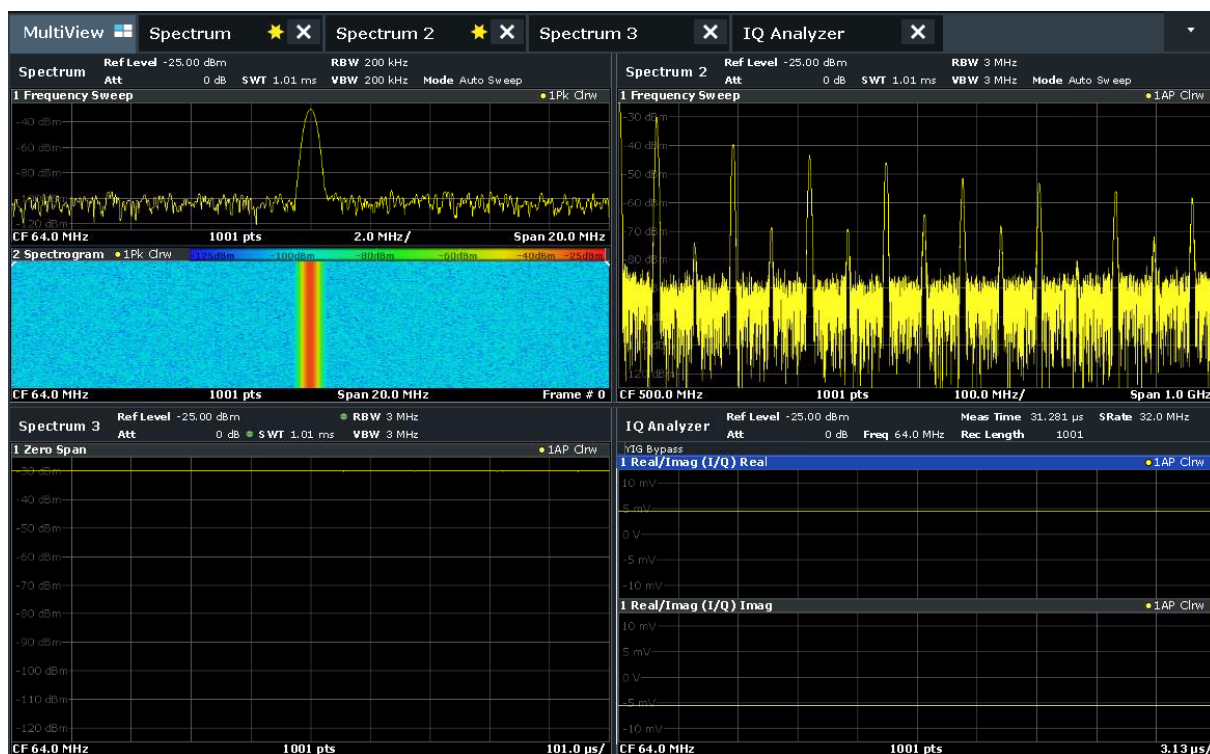 MultiView Spectrum Spectrum 2 Spectrum 3 IQ Analyzer
Spectrum Ref Level -25.00 dBm RBW 200 kHz
Att 0 dB SWT 1.01 ms VBW 200 kHz Mode Auto Sweep
1 Frequency Sweep 1Pk Clrw
-40 dBm
-60 dBm
-80 dBm
-120 dBm
CF 64.0 MHz 1001 pts 2.0 MHz/ Span 20.0 MHz
2 Spectrogram 1Pk Clrw -125dBm -100dBm -80dBm -60dBm -40dBm -25dBm
CF 64.0 MHz 1001 pts Span 20.0 MHz Frame # 0
Spectrum 2 Ref Level -25.00 dBm RBW 3 MHz
Att 0 dB SWT 1.01 ms VBW 3 MHz Mode Auto Sweep
1 Frequency Sweep 1AP Clrw
-30 dBm
-40 dBm
-50 dBm
-60 dBm
-70 dBm
-80 dBm
CF 500.0 MHz 1001 pts 100.0 MHz/ Span 1.0 GHz
Spectrum 3 Ref Level -25.00 dBm RBW 3 MHz
Att 0 dB SWT 1.01 ms VBW 3 MHz
1 Zero Span 1AP Clrw
-30 dBm
-40 dBm
-50 dBm
-60 dBm
-70 dBm
-80 dBm
-90 dBm
-100 dBm
-110 dBm
-120 dBm
CF 64.0 MHz 1001 pts 101.0 µs/
IQ Analyzer Ref Level -25.00 dBm Meas Time 31.281 µs SRate 32.0 MHz
Att 0 dB Freq 64.0 MHz Rec Length 1001
YIG Bypass
1 Real/Imag (I/Q) Real 1AP Clrw
10 mV
5 mV
0 V
-5 mV
-10 mV
1 Real/Imag (I/Q) Imag 1AP Clrw
10 mV
5 mV
0 V
-5 mV
-10 mV
CF 64.0 MHz 1001 pts 3.13 µs/